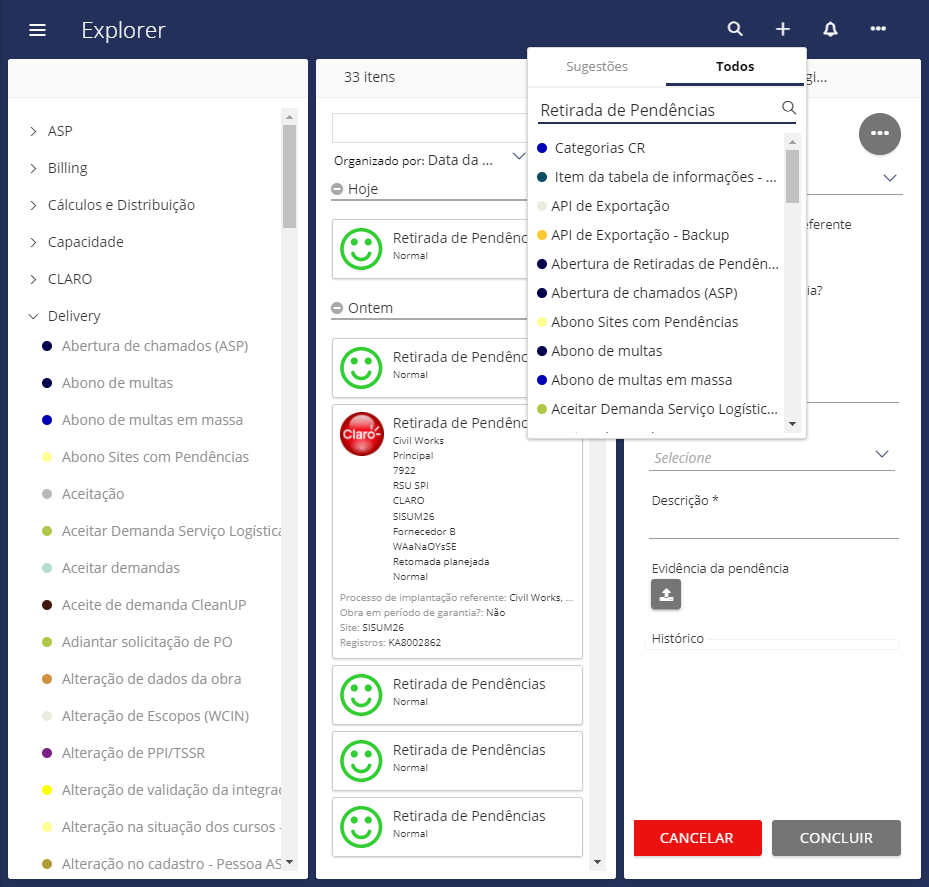 Explorer
ASP
Billing
Cálculos e Distribuição
Capacidade
CLARO
Delivery
Abertura de chamados (ASP)
Abono de multas
Abono de multas em massa
Abono Sites com Pendências
Aceitação
Aceitar Demanda Serviço Logística
Aceitar demandas
Aceite de demanda CleanUP
Adiantar solicitação de PO
Alteração de dados da obra
Alteração de Escopos (WCIN)
Alteração de PPI/TSSR
Alteração de validação da integrac
Alteração na situação dos cursos -
Alteração no cadastro - Pessoa AS
33 itens
Organizado por: Data da ...
Hoje
Retirada de Pendênc
Normal
Ontem
Retirada de Pendênc
Normal
Claro
Retirada de Pendênc
Civil Works
Principal
7922
RSU SPI
CLARO
SISUM26
Fornecedor B
WAaNaOYsSE
Retomada planejada
Normal
Processo de implantação referente: Civil Works, ...
Obra em período de garantia?: Não
Site: SISUM26
Registros: KA8002862
Retirada de Pendências
Normal
Retirada de Pendências
Normal
Retirada de Pendências
Normal
Sugestões
Todos
Retirada de Pendências
Categorias CR
Item da tabela de informações - ...
API de Exportação
API de Exportação - Backup
Abertura de Retiradas de Pendên...
Abertura de chamados (ASP)
Abono Sites com Pendências
Abono de multas
Abono de multas em massa
Aceitar Demanda Serviço Logístic...
gi...
eferente
ia?
Selecione
Descrição *
Evidência da pendência
Histórico
CANCELAR
CONCLUIR